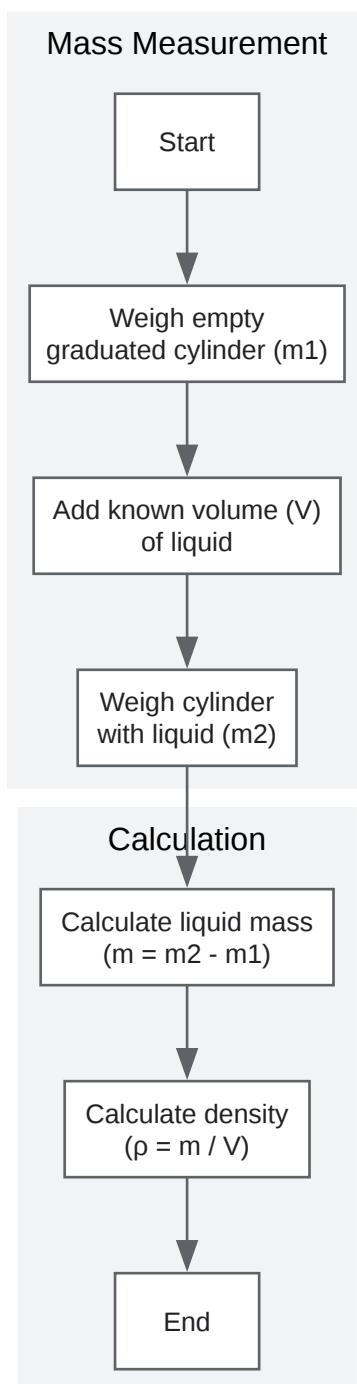 Mass Measurement
Start
Weigh empty
graduated cylinder (m1)
Add known volume (V)
of liquid
Weigh cylinder
with liquid (m2)
Calculation
Calculate liquid mass
(m = m2 - m1)
Calculate density
(ρ = m / V)
End